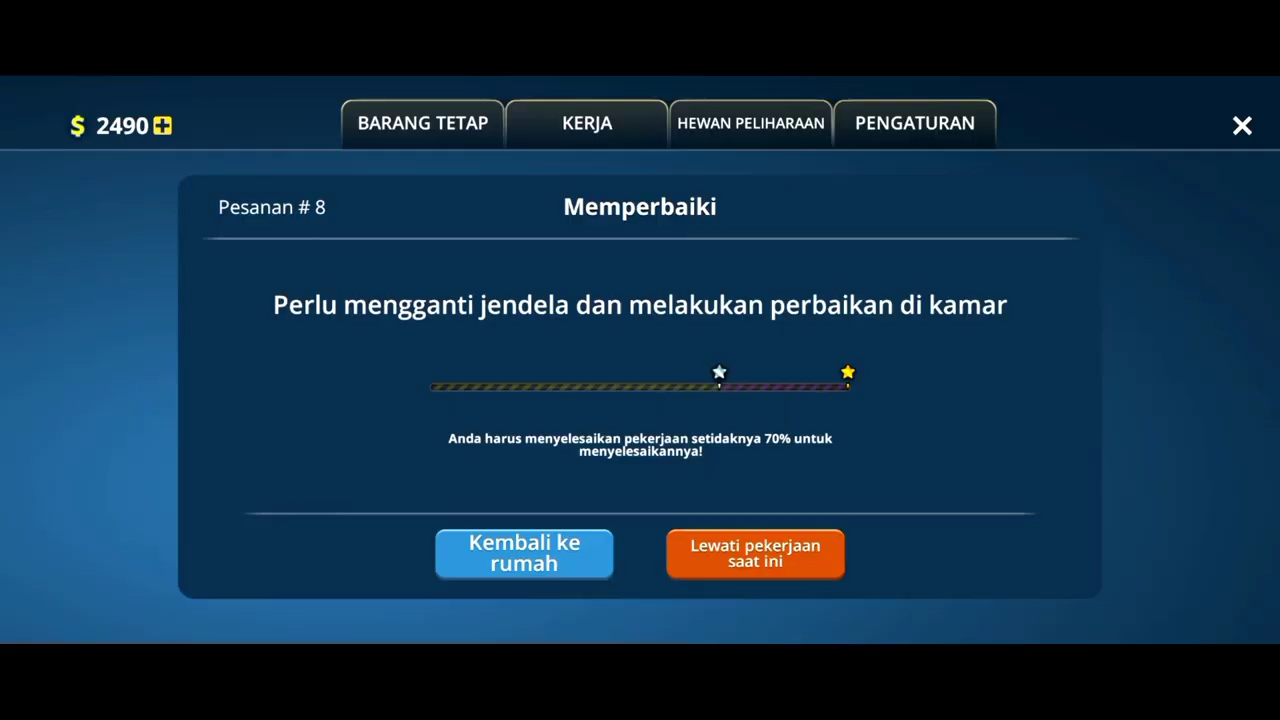 $ 2490
BARANG TETAP
KERJA
HEWAN PELIHARAAN
PENGATURAN
Pesanan # 8
Memperbaiki
Perlu mengganti jendela dan melakukan perbaikan di kamar
Anda harus menyelesaikan pekerjaan setidaknya 70% untuk
menyelesaikannya!
Kembali ke
rumah
Lewati pekerjaan
saat ini